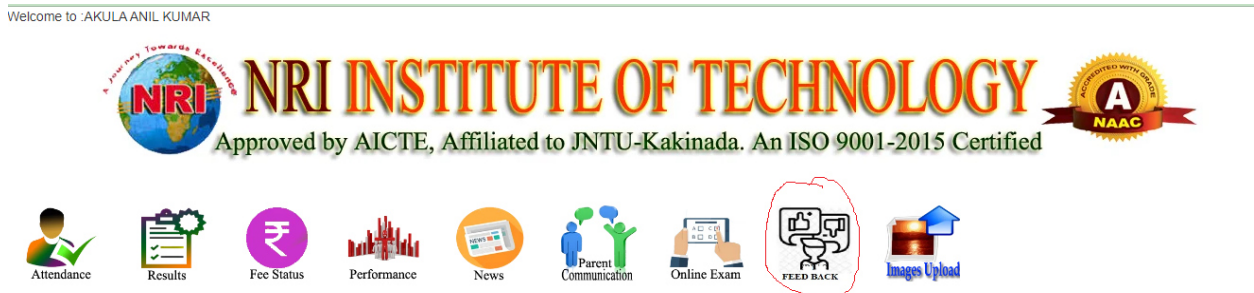 Welcome to :AKULA ANIL KUMAR
A Journey Towards Excellence
NRI
NRI INSTITUTE OF TECHNOLOGY
Approved by AICTE, Affiliated to JNTU-Kakinada. An ISO 9001-2015 Certified
ACCREDITED WITH GRADE
A
NAAC
Attendance
Results
₹
Fee Status
Performance
NEWS
News
Parent
Communication
Online Exam
FEED BACK
Images Upload